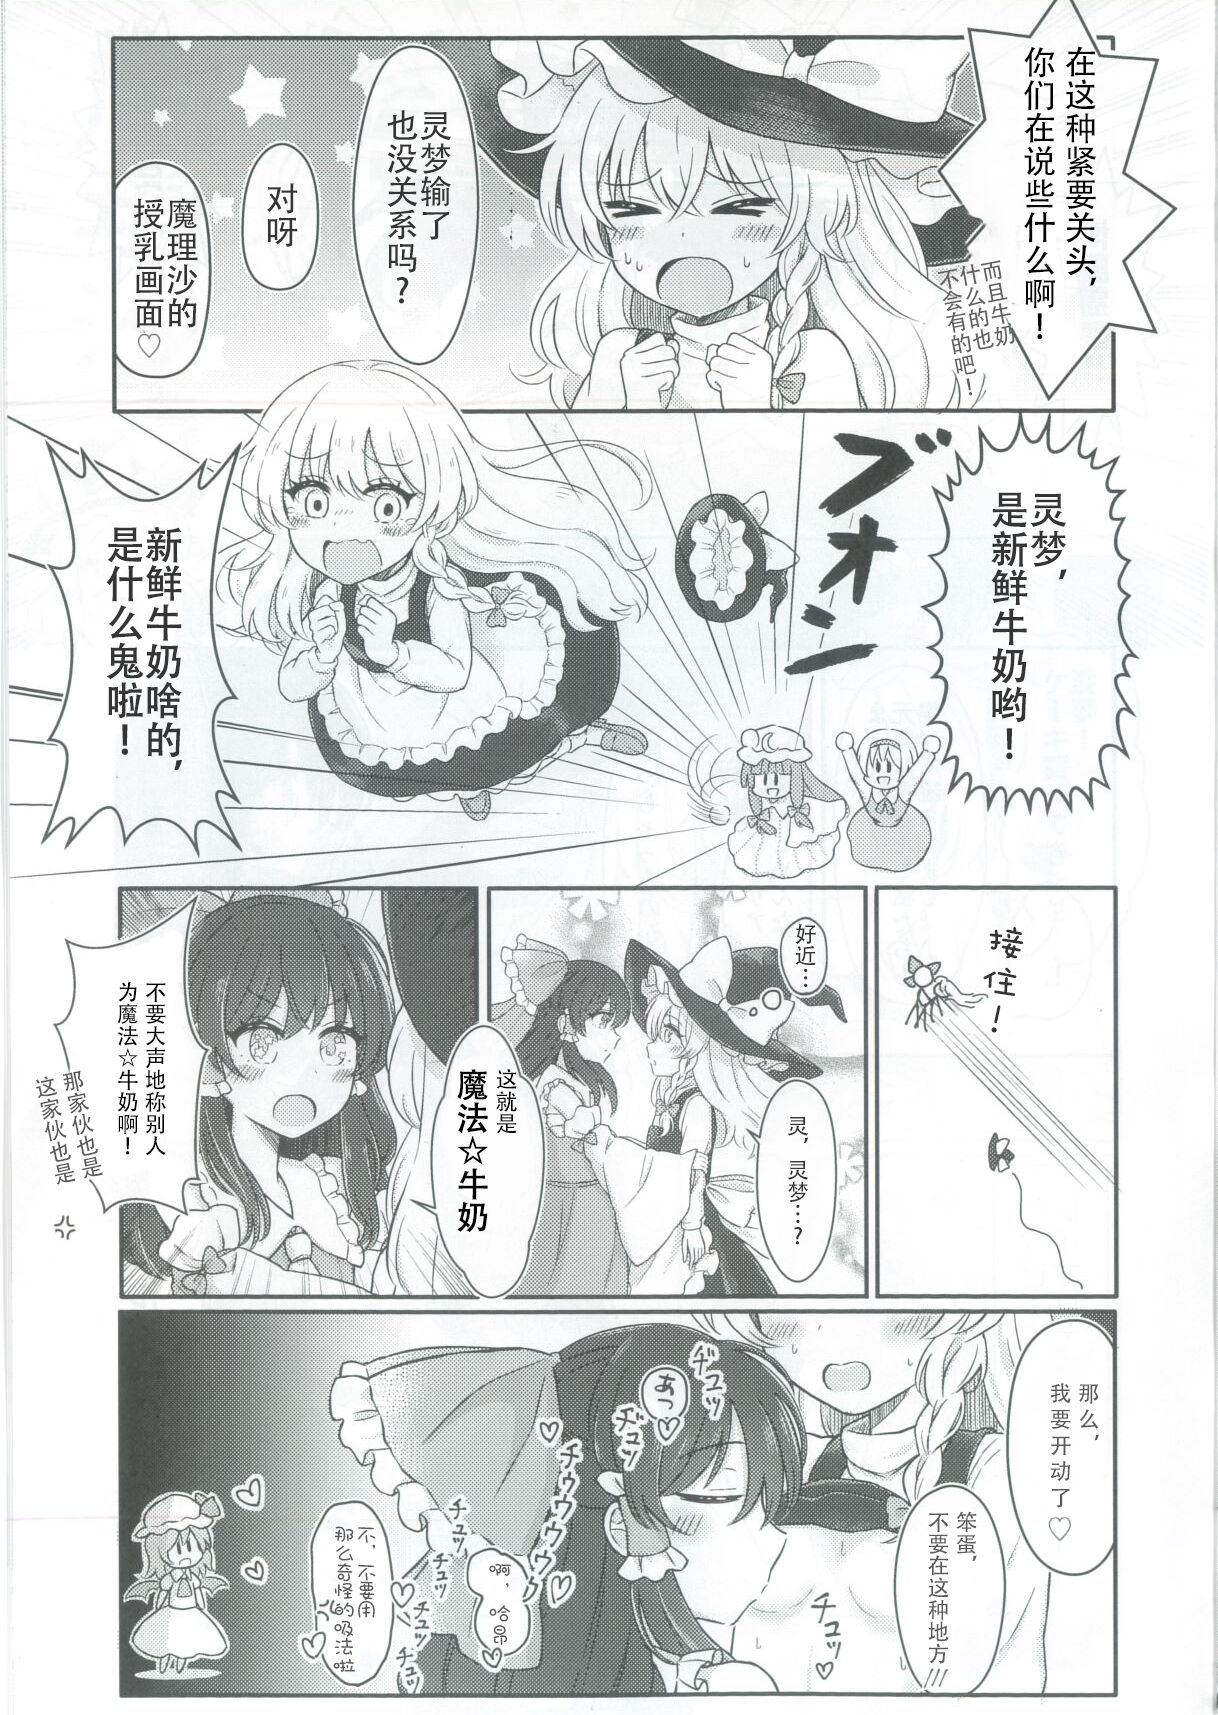 在这种紧要关头，
你们在说些什么啊！
而且牛奶
什么的也
不会有的吧！
灵梦输了
也没关系吗？
对呀
魔理沙的
授乳画面♡
灵梦，
是新鲜牛奶哟！
ブオン
新鲜牛奶啥的，
是什么鬼啦！
接住！
好近…
灵，灵梦…？
这就是
魔法☆牛奶
不要大声地称别人
为魔法☆牛奶啊！
那家伙也是
这家伙也是
那么，
我要开动了♡
笨蛋，
不要在这种地方///
ヂュッ
あっ♡
ヂュッ
チウウウウゥ
チュッ
チュッ
チュッ
チュッ
啊，
哈
昂
不，不要用
那么奇怪的吸法啦
チュッ